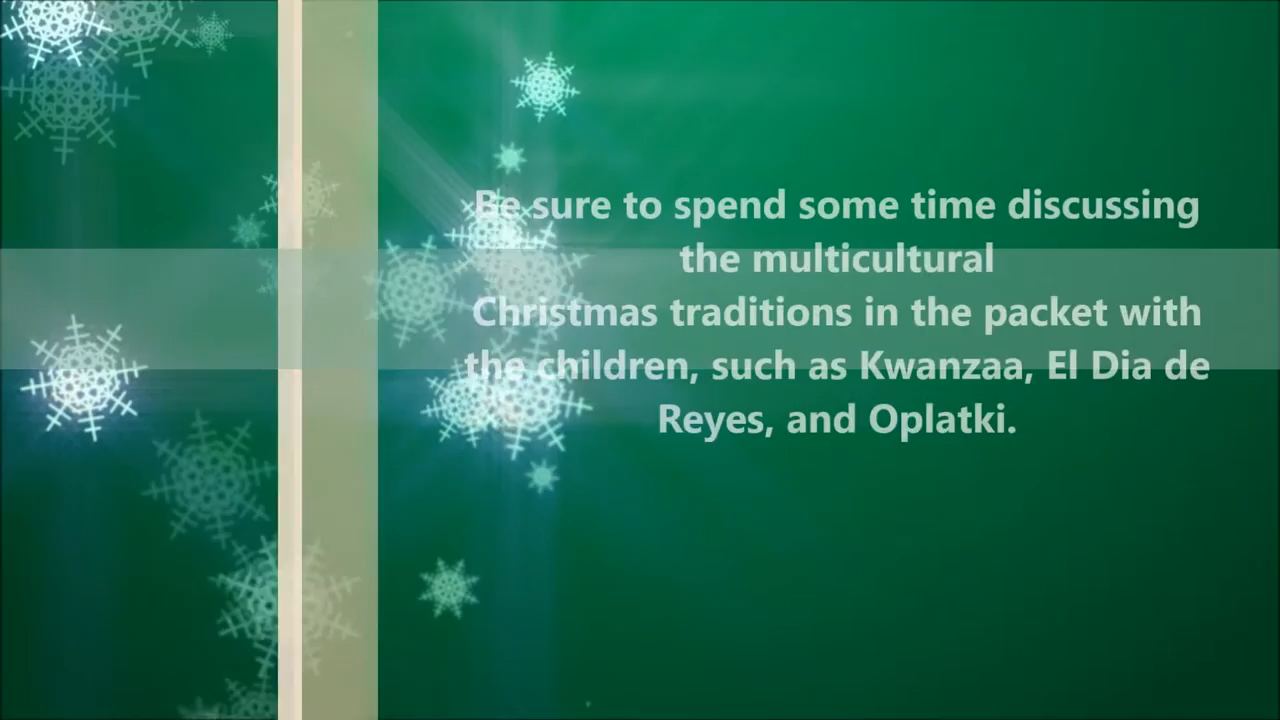 Be sure to spend some time discussing
the multicultural
Christmas traditions in the packet with
the children, such as Kwanzaa, El Dia de
Reyes, and Oplatki.